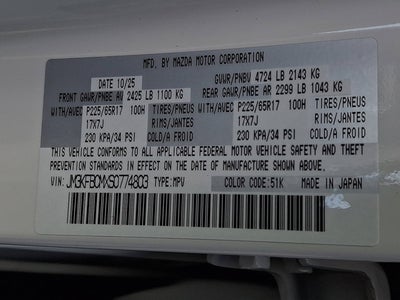 MFD. BY MAZDA MOTOR CORPORATION
DATE 10/25 GVWR/PNBV 4724 LB 2143 KG
FRONT GAWR/PNBE AV 2425 LB 1100 KG REAR GAWR/PNBE AR 2299 LB 1043 KG
WITH/AVEC P225/65R17 100H TIRES/PNEUS WITH/AVEC P225/65R17 100H TIRES/PNEUS
17X7J RIMS/JANTES 17X7J RIMS/JANTES
230 KPA/34 PSI COLD/A FROID 230 KPA/34 PSI COLD/A FROID
THIS VEHICLE CONFORMS TO ALL APPLICABLE U.S. FEDERAL MOTOR VEHICLE SAFETY AND THEFT
PREVENTION STANDARDS IN EFFECT ON THE DATE OF MANUFACTURE SHOWN ABOVE.
VIN: TYPE:MPV COLOR CODE:51K MADE IN JAPAN